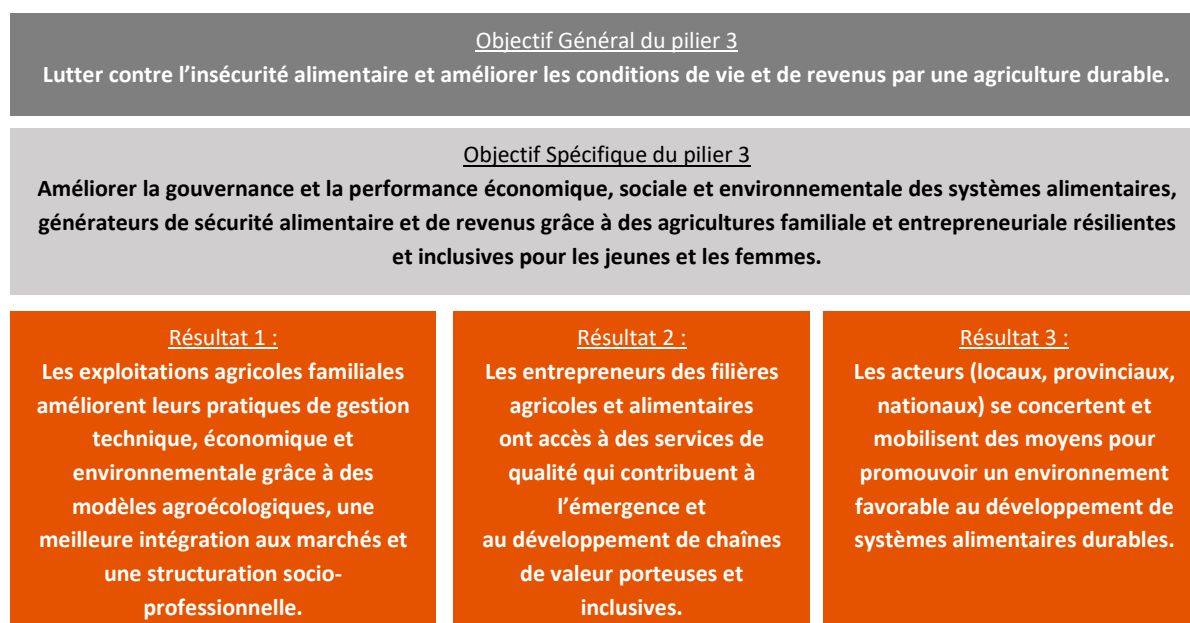 Objectif Général du pilier 3
Lutter contre l'insécurité alimentaire et améliorer les conditions de vie et de revenus par une agriculture durable.
Objectif Spécifique du pilier 3
Améliorer la gouvernance et la performance économique, sociale et environnementale des systèmes alimentaires,
générateurs de sécurité alimentaire et de revenus grâce à des agricultures familiale et entrepreneuriale résilientes
et inclusives pour les jeunes et les femmes.
Résultat 1 :
Les exploitations agricoles familiales
améliorent leurs pratiques de gestion
technique, économique et
environnementale grâce à des
modèles agroécologiques, une
meilleure intégration aux marchés et
une structuration socio-
professionnelle.
Résultat 2 :
Les entrepreneurs des filières
agricoles et alimentaires
ont accès à des services de
qualité qui contribuent à
l'émergence et
au développement de chaînes
de valeur porteuses et
inclusives.
Résultat 3 :
Les acteurs (locaux, provinciaux,
nationaux) se concertent et
mobilisent des moyens pour
promouvoir un environnement
favorable au développement de
systèmes alimentaires durables.